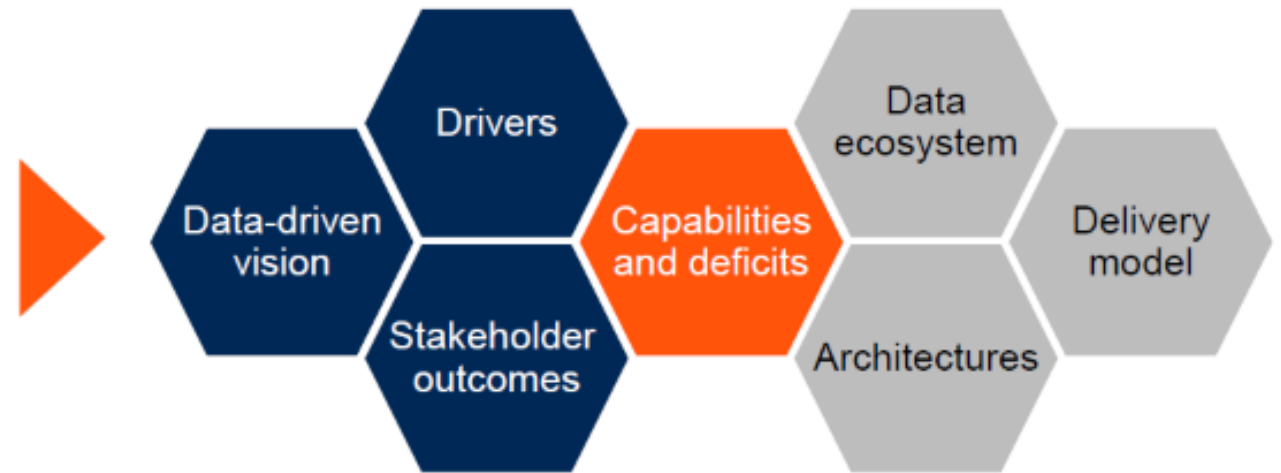 Data-driven
vision
Drivers
Stakeholder
outcomes
Capabilities
and deficits
Data
ecosystem
Architectures
Delivery
model